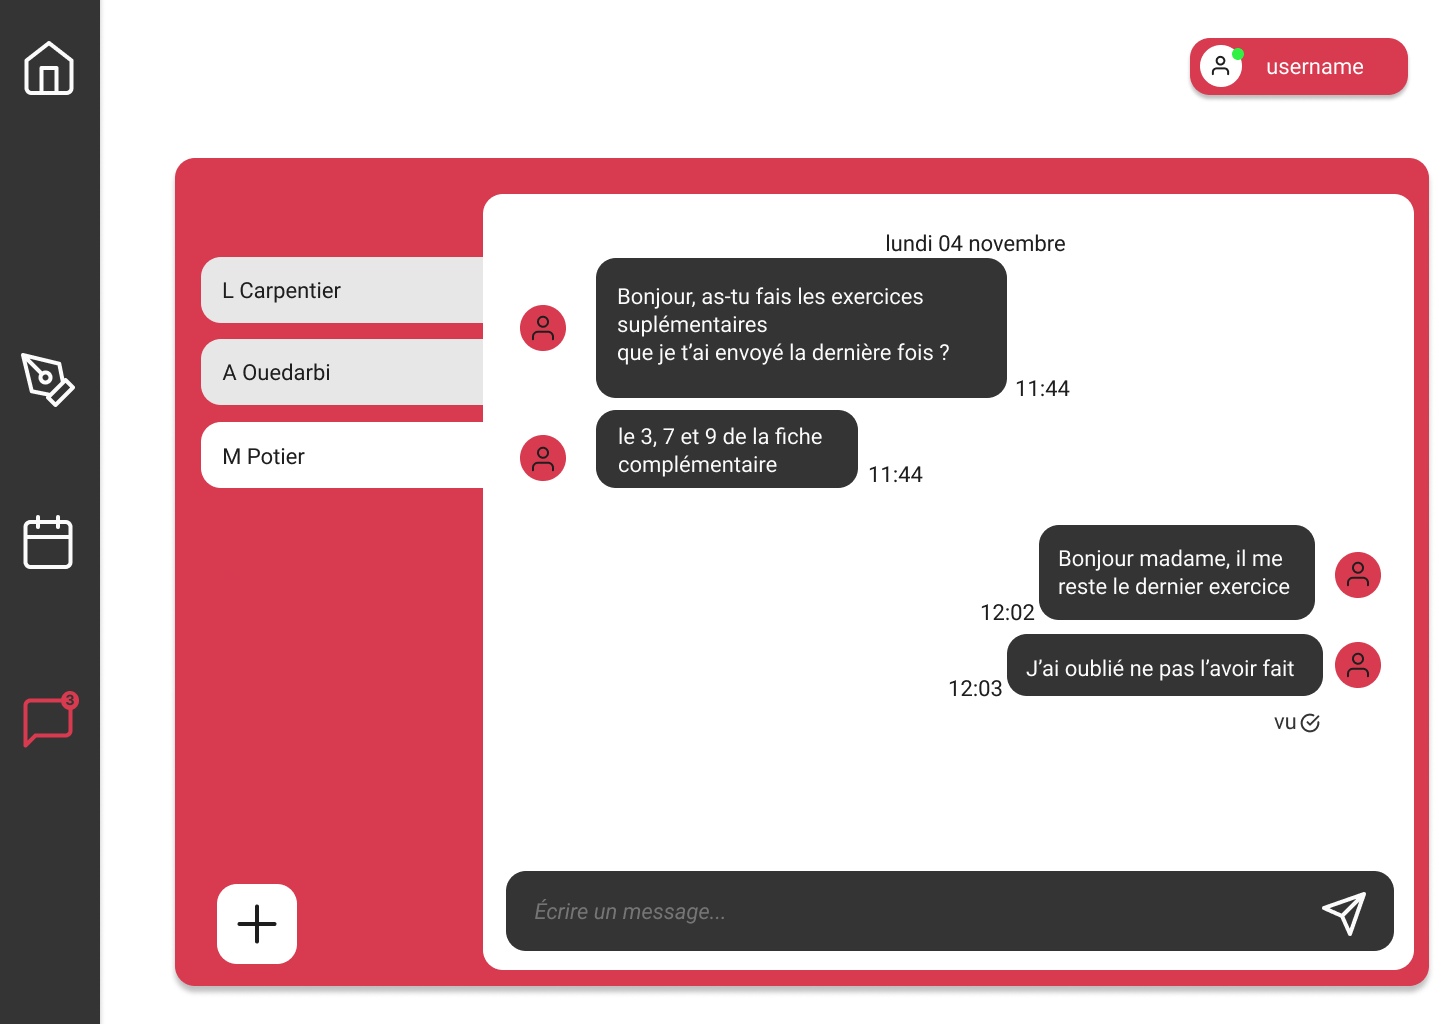 username
L Carpentier
A Ouedarbi
M Potier
3
lundi 04 novembre
Bonjour, as-tu fais les exercices
suplémentaires
que je t’ai envoyé la dernière fois ?
11:44
le 3, 7 et 9 de la fiche
complémentaire
11:44
Bonjour madame, il me
reste le dernier exercice
12:02
J’ai oublié ne pas l’avoir fait
12:03
vu
Écrire un message...